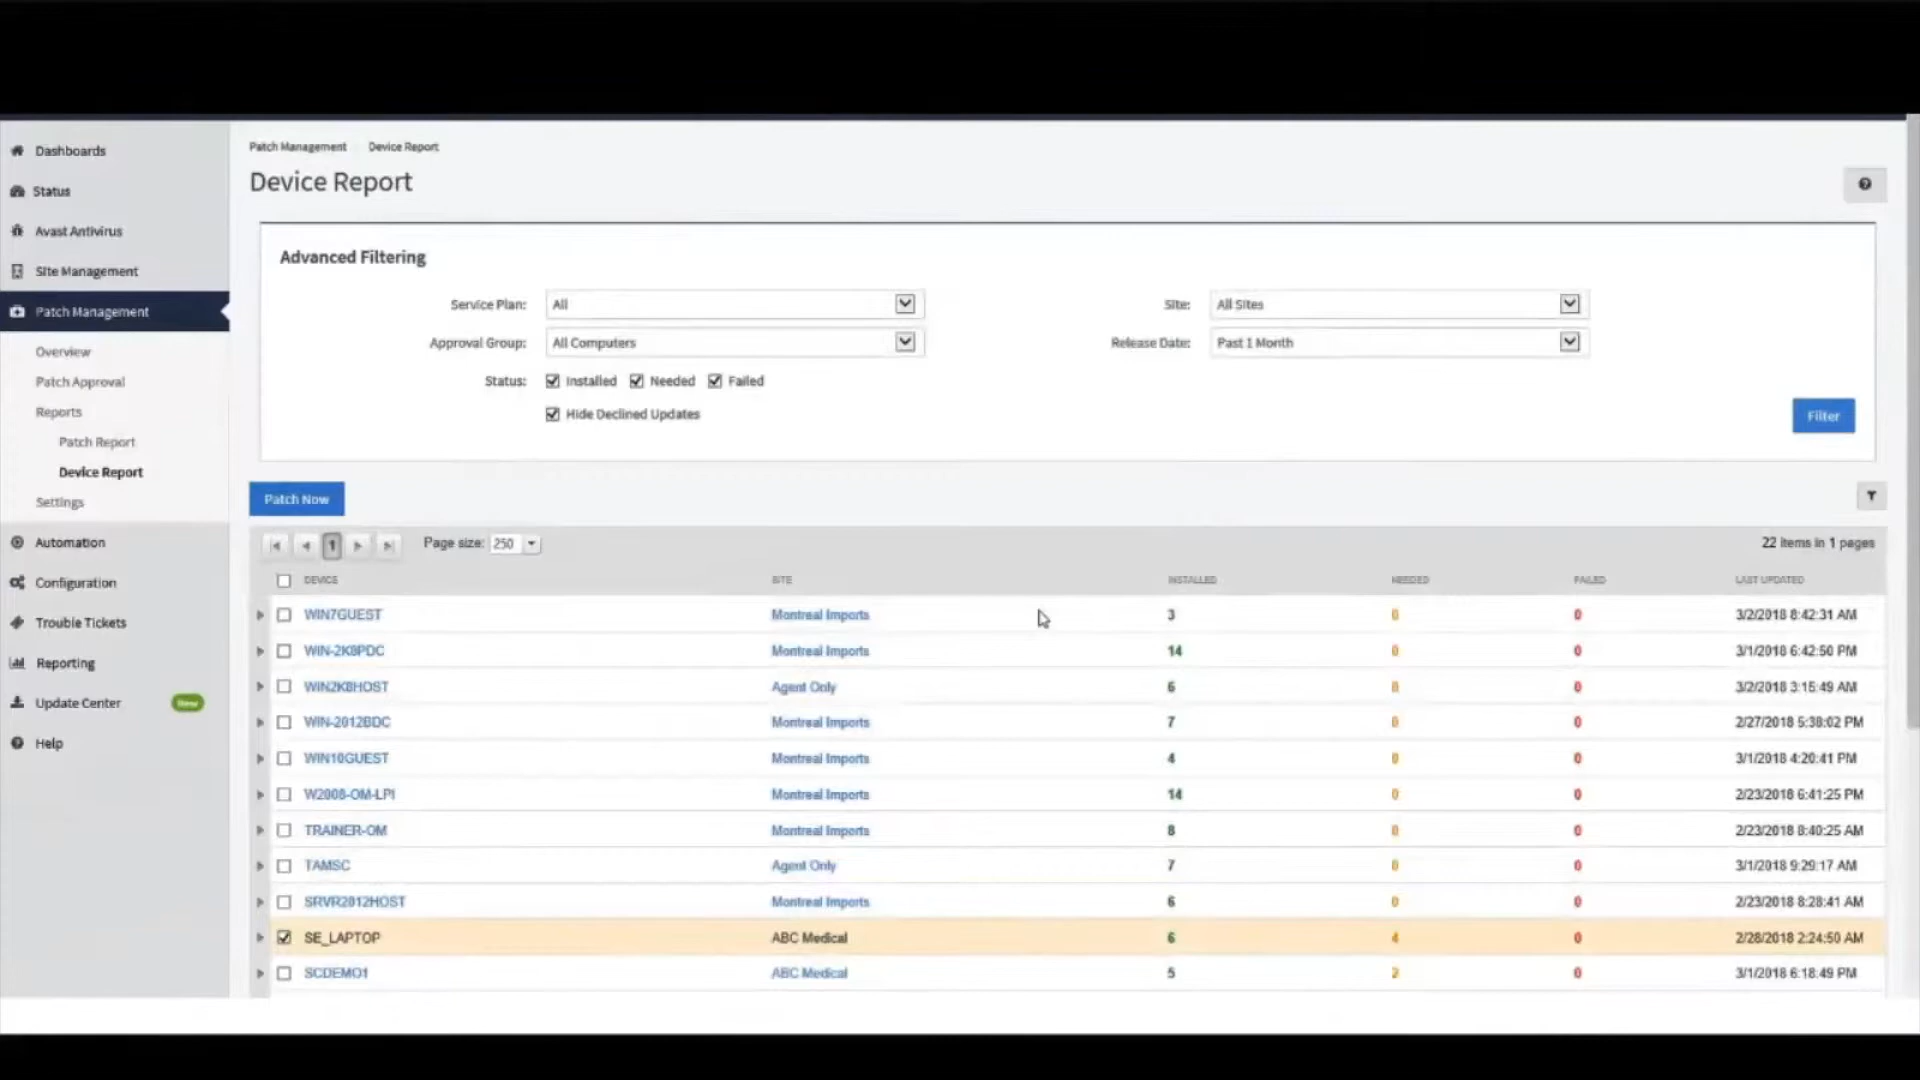 Dashboards
Status
Avast Antivirus
Site Management
Patch Management
Overview
Patch Approval
Reports
Patch Report
Device Report
Settings
Automation
Configuration
Trouble Tickets
Reporting
Update Center New
Help
Patch Management Device Report
Device Report
Advanced Filtering
Service Plan: All Site: All Sites
Approval Group: All Computers Release Date: Past 1 Month
Status: Installed Needed Failed
Hide Declined Updates
Filter
Patch Now
1 Page size: 250 22 items in 1 pages
DEVICE SITE INSTALLED NEEDED FAILED LAST UPDATED
WIN7GUEST Montreal Imports 3 0 0 3/2/2018 8:42:31 AM
WIN-2K8PDC Montreal Imports 14 0 0 3/1/2018 6:42:50 PM
WIN2K8HOST Agent Only 6 0 0 3/2/2018 3:15:49 AM
WIN-2012BDC Montreal Imports 7 0 0 2/27/2018 5:38:02 PM
WIN10GUEST Montreal Imports 4 0 0 3/1/2018 4:20:41 PM
W2008-OM-LPI Montreal Imports 14 0 0 2/23/2018 6:41:25 PM
TRAINER-OM Montreal Imports 8 0 0 2/23/2018 8:40:25 AM
TAMSC Agent Only 7 0 0 3/1/2018 9:29:17 AM
SRVR2012HOST Montreal Imports 6 0 0 2/23/2018 8:28:41 AM
SE_LAPTOP ABC Medical 6 4 0 2/28/2018 2:24:50 AM
SCDEMO1 ABC Medical 5 2 0 3/1/2018 6:18:49 PM